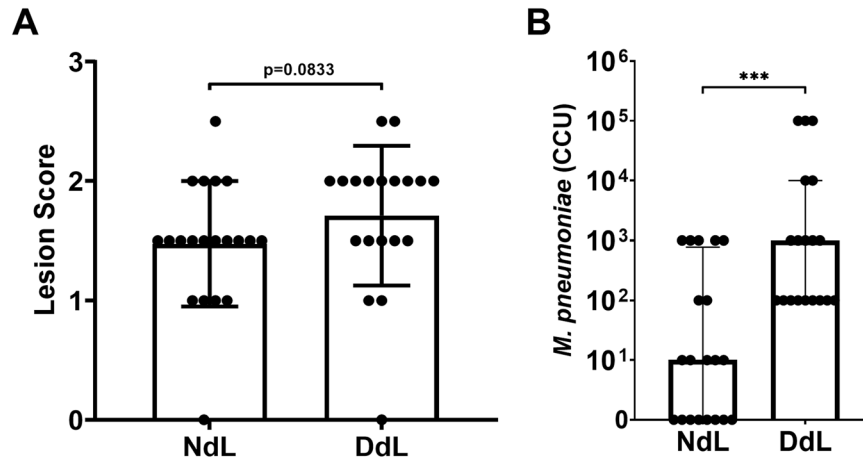 A
Lesion Score
3
2
1
0
p=0.0833
NdL
DdL
B
M. pneumoniae (CCU)
10⁶
10⁵
10⁴
10³
10²
10¹
0
***
NdL
DdL